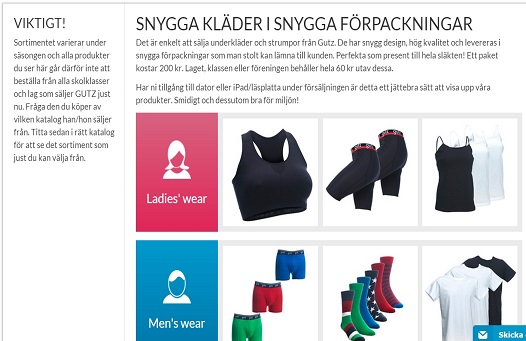 VIKTIGT!
Sortimentet varierar under
säsongen och alla produkter
du ser här går därför inte att
beställa från alla skolklasser
och lag som säljer GUTZ just
nu. Fråga den du köper av
vilken katalog han/hon säljer
från. Titta sedan i rätt katalog
för att se det sortiment som
just du kan välja från.
SNYGGA KLÄDER I SNYGGA FÖRPACKNINGAR
Det är enkelt att sälja underkläder och strumpor från Gutz. De har snygg design, hög kvalitet och levereras i
snygga förpackningar som man stolt kan lämna till kunden. Perfekta som present till hela släkten! Ett paket
kostar 200 kr. Laget, klassen eller föreningen behåller hela 60 kr utav dessa.
Har ni tillgång till dator eller iPad/läsplatta under försäljningen är detta ett jättebra sätt att visa upp våra
produkter. Smidigt och dessutom bra för miljön!
Ladies' wear
Men's wear
Skicka